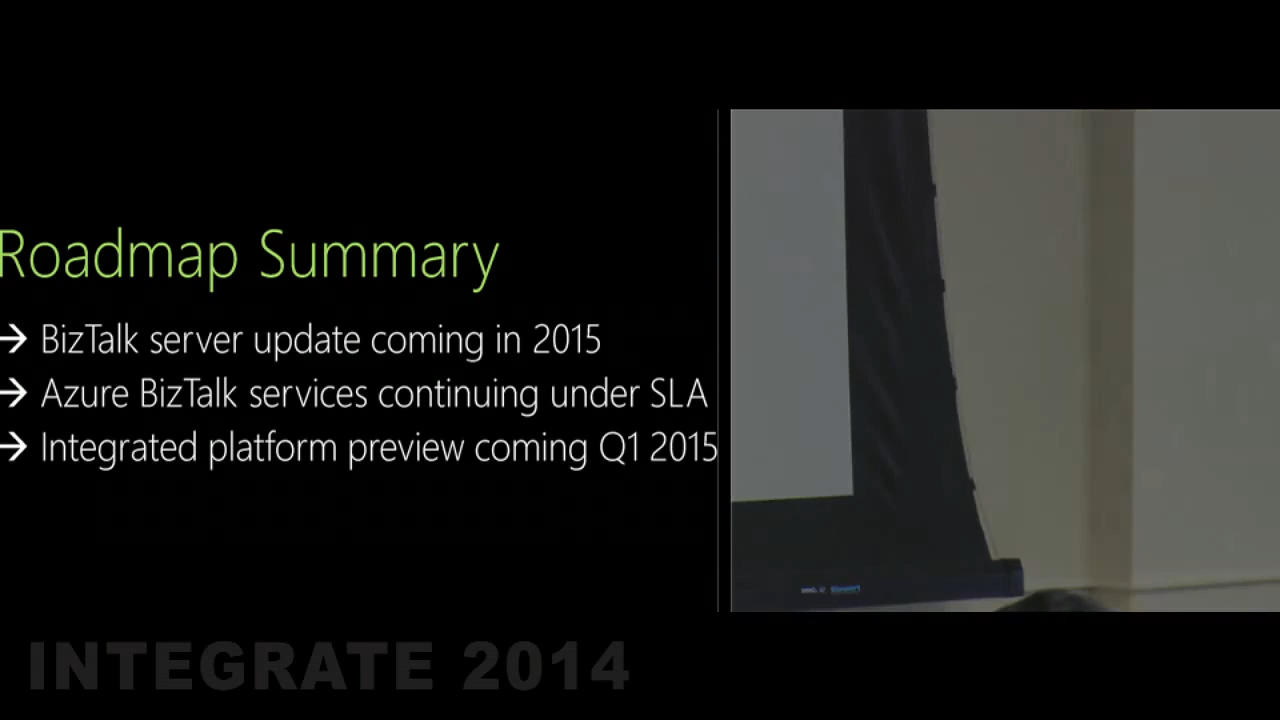 Roadmap Summary
→ BizTalk server update coming in 2015
→ Azure BizTalk services continuing under SLA
→ Integrated platform preview coming Q1 2015
INTEGRATE 2014